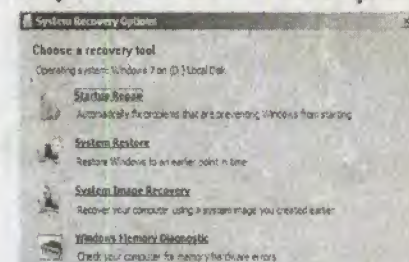 System Recovery Options
Choose a recovery tool
Operating system: Windows 7 on (D:) Local Disk
Startup Repair
Automatically fix problems that are preventing Windows from starting
System Restore
Restore Windows to an earlier point in time
System Image Recovery
Recover your computer using a system image you created earlier
Windows Memory Diagnostic
Check your computer for memory hardware errors